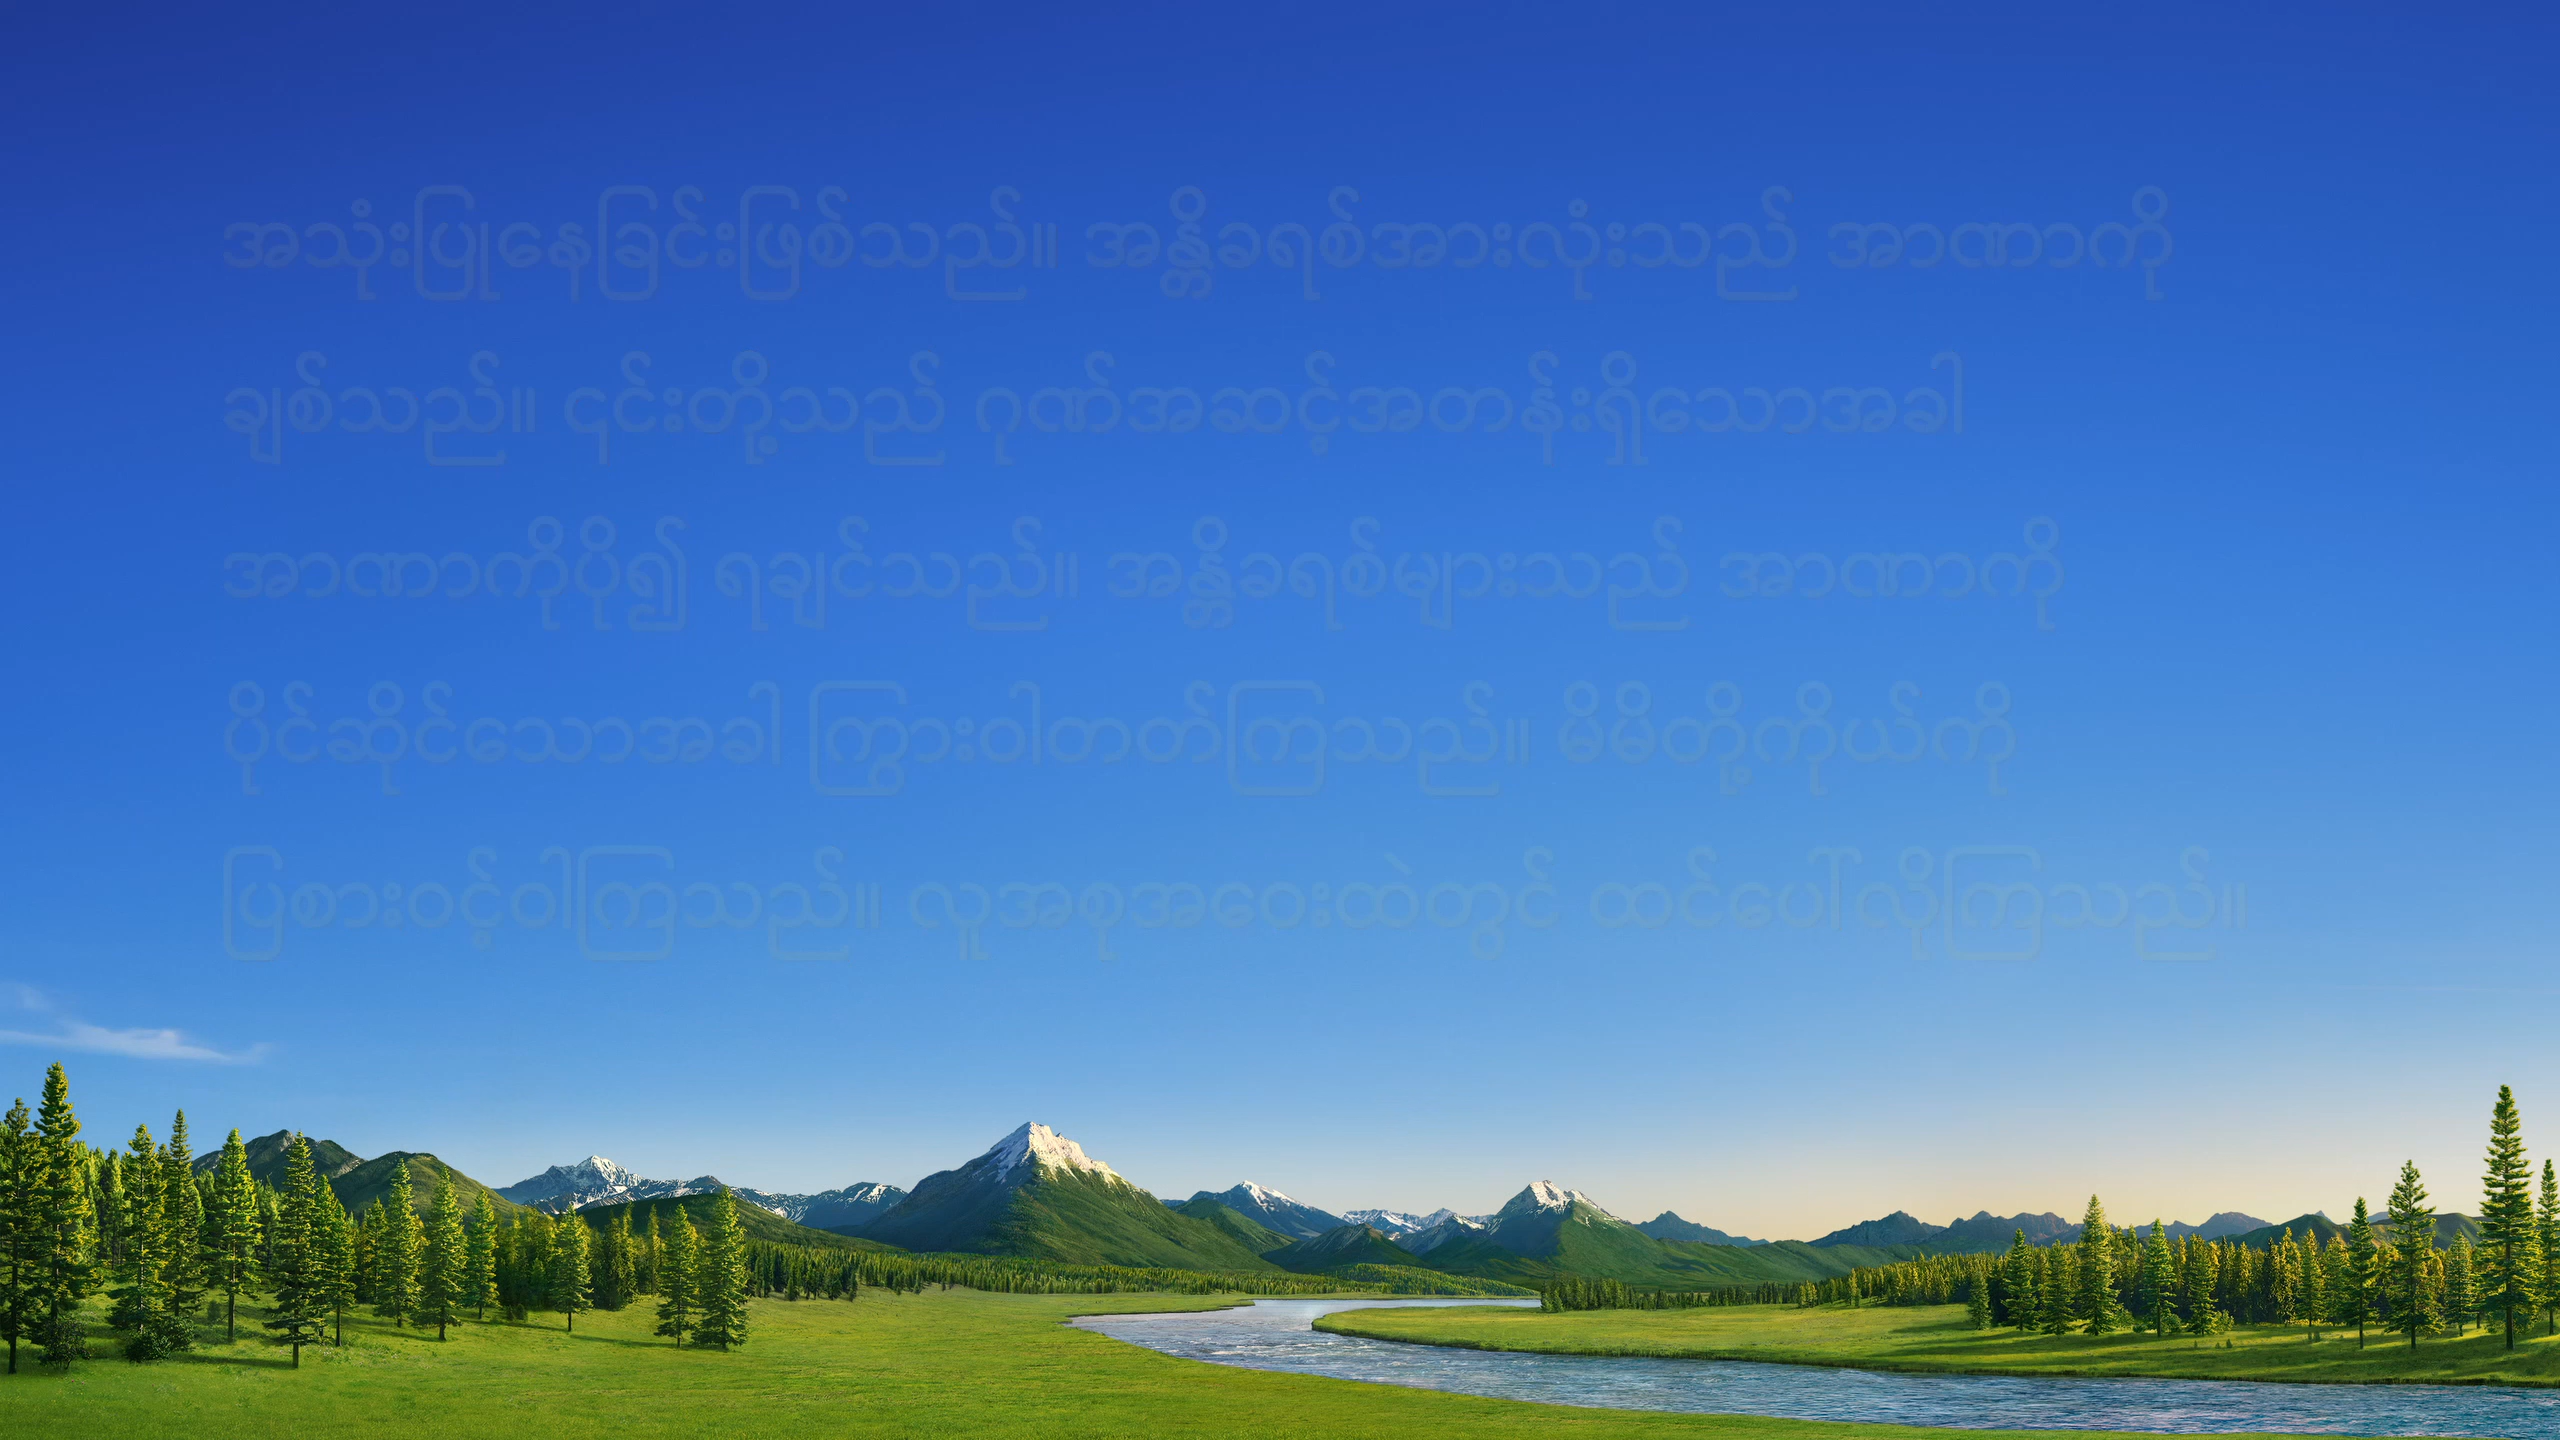 အသုံးပြုနေခြင်းဖြစ်သည်။ အန္တိခရစ်အားလုံးသည် အာဏာကို
ချစ်သည်။ ၎င်းတို့သည် ဂုဏ်အဆင့်အတန်းရှိသောအခါ
အာဏာကိုပို၍ ရချင်သည်။ အန္တိခရစ်များသည် အာဏာကို
ပိုင်ဆိုင်သောအခါ ကြွားဝါတတ်ကြသည်။ မိမိတို့ကိုယ်ကို
ပြစားဝင့်ဝါကြသည်။ လူအစုအဝေးထဲတွင် ထင်ပေါ်လိုကြသည်။